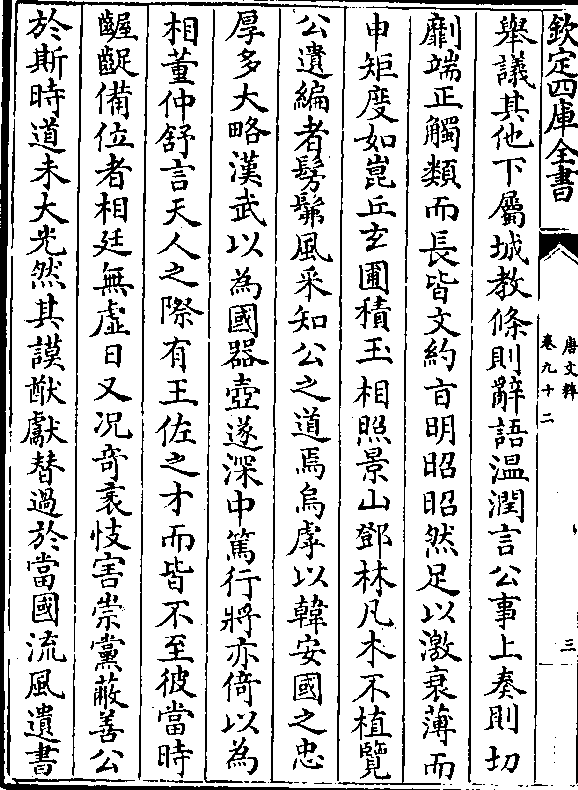 欽定四庫全書
唐文粹
卷九十二
三
舉議其他下屬城教條則辭語温潤言公事上奏則切
劘端正觸類而長皆文約㫖明昭昭然足以激衰薄而
申矩度如崑丘玄圃積玉相照景山鄧林凡木不植覽
公遺編者髣髴風采知公之道焉烏虖以韓安國之忠
厚多大略漢武以為國器壺遂深中篤行將亦倚以為
相董仲舒言天人之際有王佐之才而皆不至彼當時
齷齪備位者相廷無虚日又况奇衺忮害崇黨蔽善公
於斯時道未大光然其謨猷獻替過於當國流風遺書